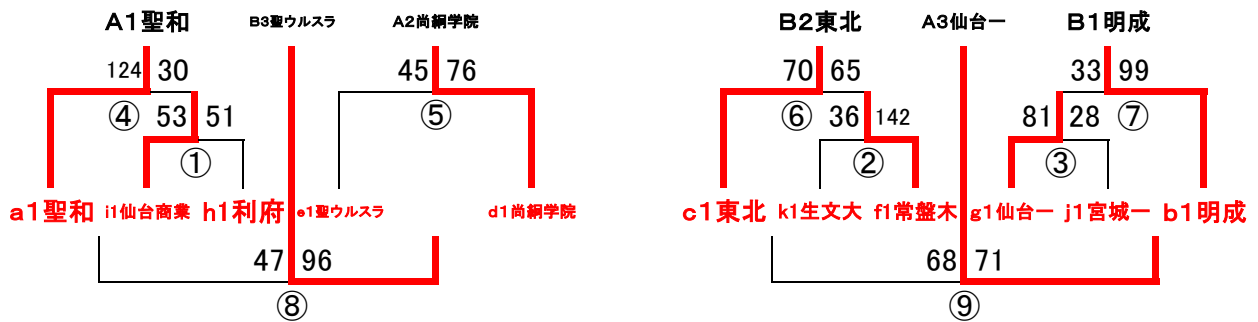 A1聖和 B3聖ウルスラ A2尚絅学院 B2東北 A3仙台一 B1明成
124 30 45 76 70 65 33 99
④ 53 51 ⑤ ⑥ 36 142 81 28 ⑦
① ② ③
a1聖和 i1仙台商業 h1利府 e1聖ウルスラ d1尚絅学院 c1東北 k1生文大 f1常盤木 g1仙台一 j1宮城一 b1明成
47 96 68 71
⑧ ⑨